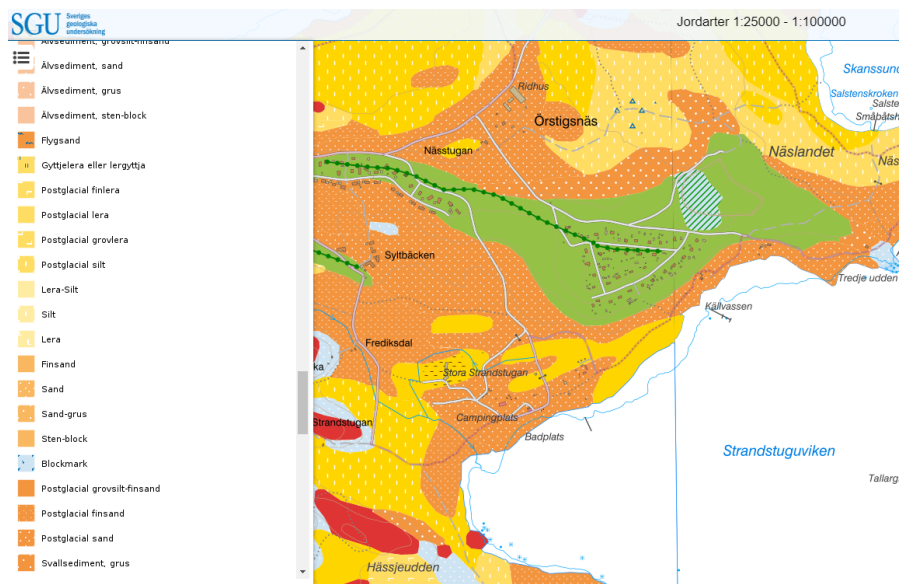 SGU Sveriges
geologiska
undersökning
Jordarter 1:25000 - 1:100000
Älvsediment, grovsilt-finsand
Älvsediment, sand
Älvsediment, grus
Älvsediment, sten-block
Flygsand
Gyttjelera eller lergyttja
Postglacial finlera
Postglacial lera
Postglacial grovlera
Postglacial silt
Lera-Silt
Silt
Lera
Finsand
Sand
Sand-grus
Sten-block
Blockmark
Postglacial grovsilt-finsand
Postglacial finsand
Postglacial sand
Svallsediment, grus
Skanssund
Salstenskroken
Salste
Småbåtsh
Ridhus
Örstigsnäs
Nässtugan
Näslandet
Näs
Syltbäcken
Tredje udden
Källvassen
Frediksdal
ka
Stora Strandstugan
Strandstugan
Campingplats
Badplats
Strandstuguviken
Tallarg
Hässjeudden